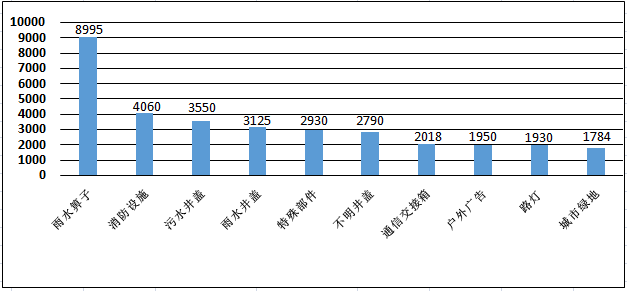 10000
9000
8000
7000
6000
5000
4000
3000
2000
1000
0
8995
4060
3550
3125
2930
2790
2018
1950
1930
1784
雨水箅子
消防设施
污水井盖
雨水井盖
特殊部件
不明井盖
通信交接箱
户外广告
路灯
城市绿地